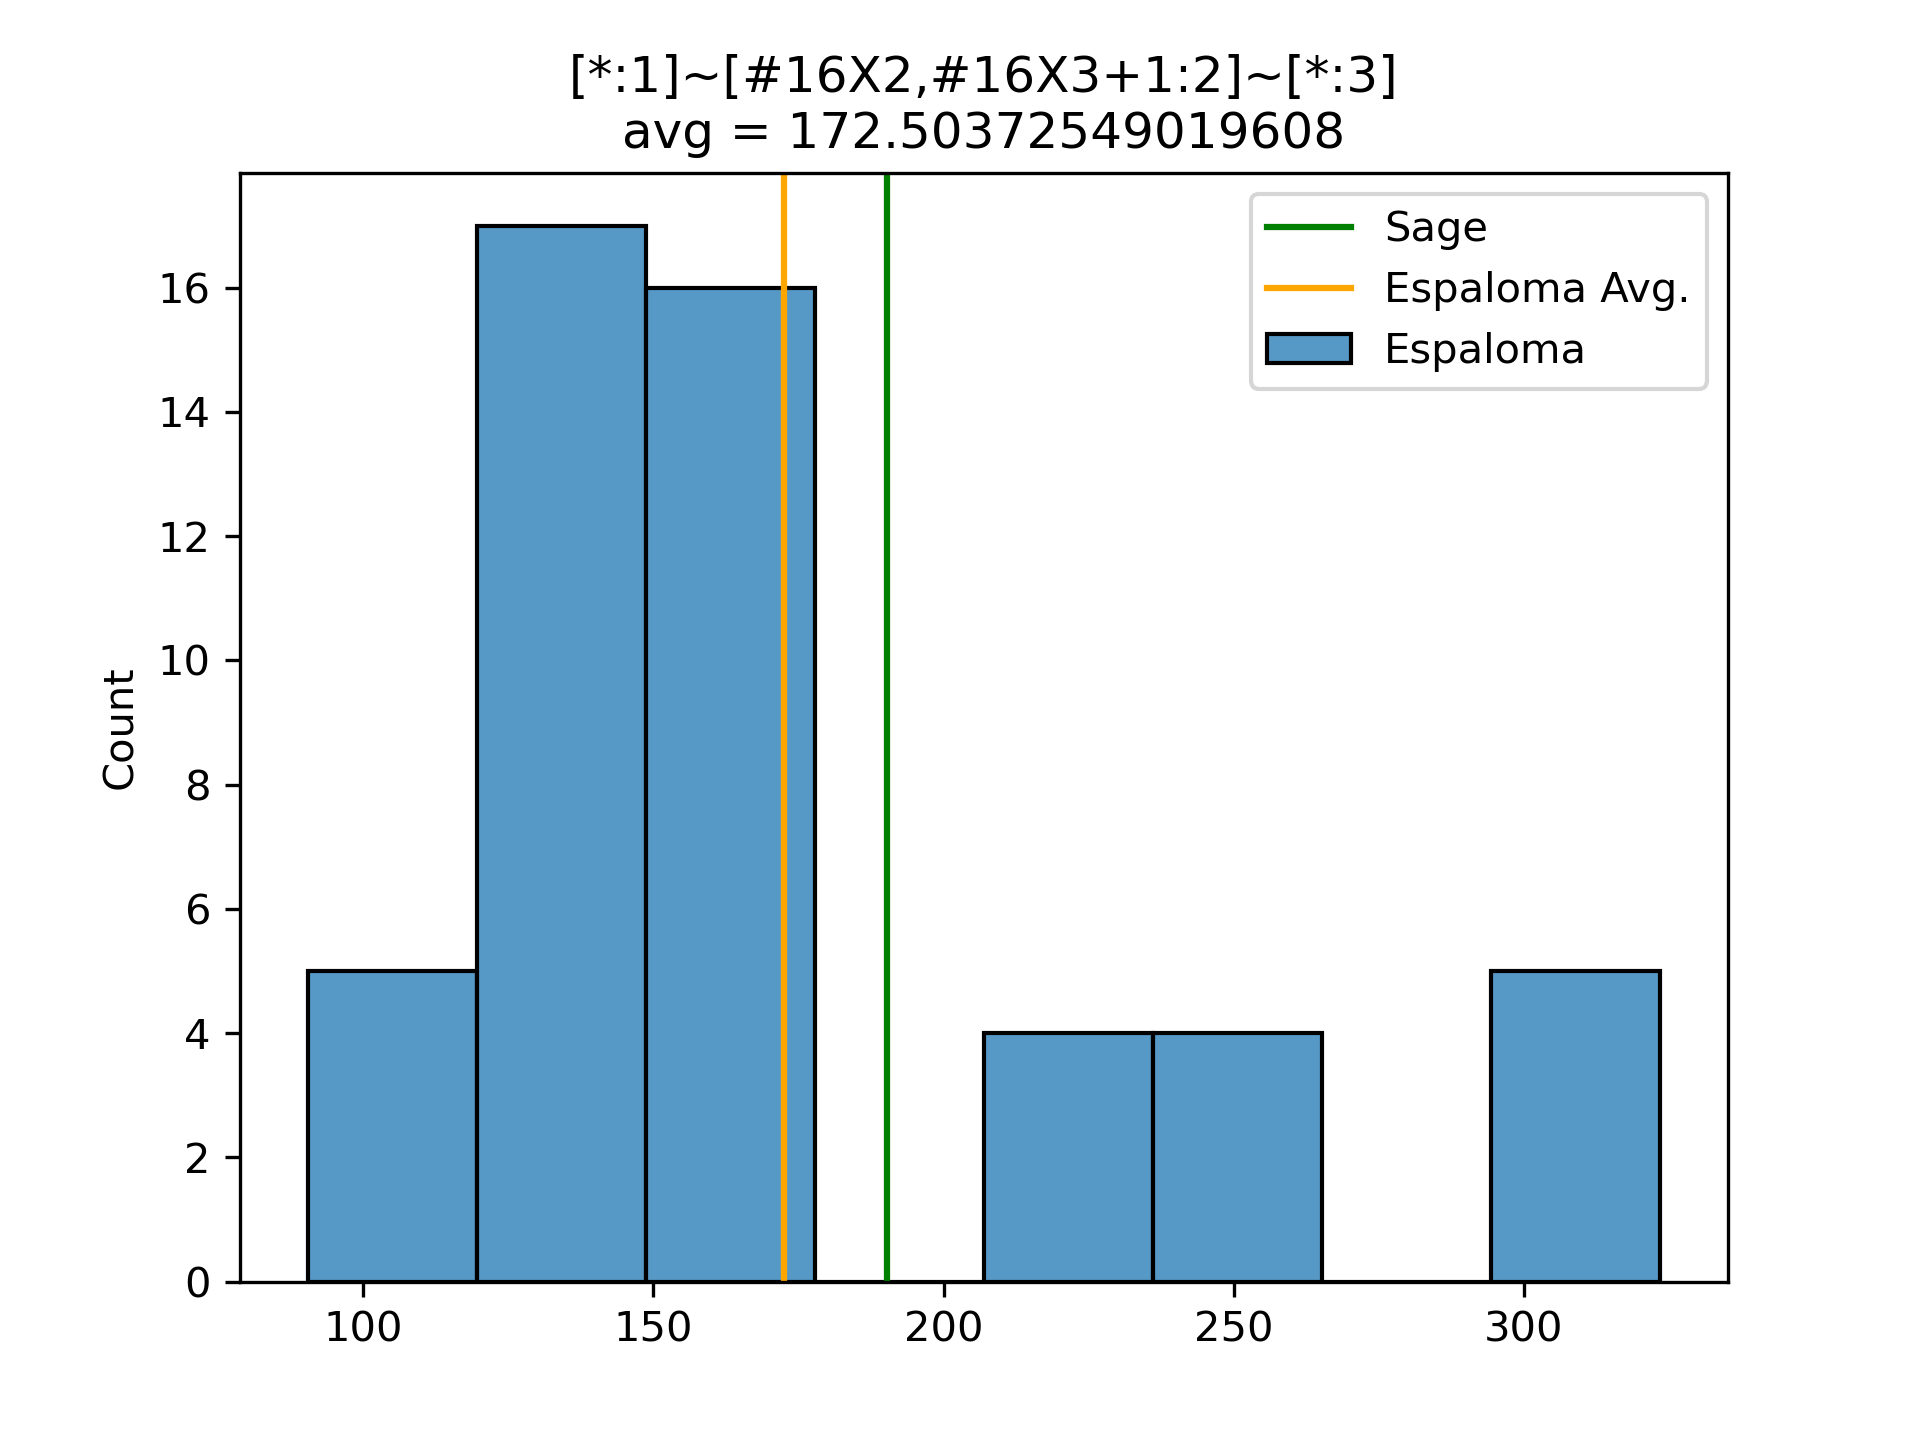 [*:1]~[#16X2,#16X3+1:2]~[*:3]
avg = 172.50372549019608
Sage
Espaloma Avg.
Espaloma
Count
16
14
12
10
8
6
4
2
0
100 150 200 250 300